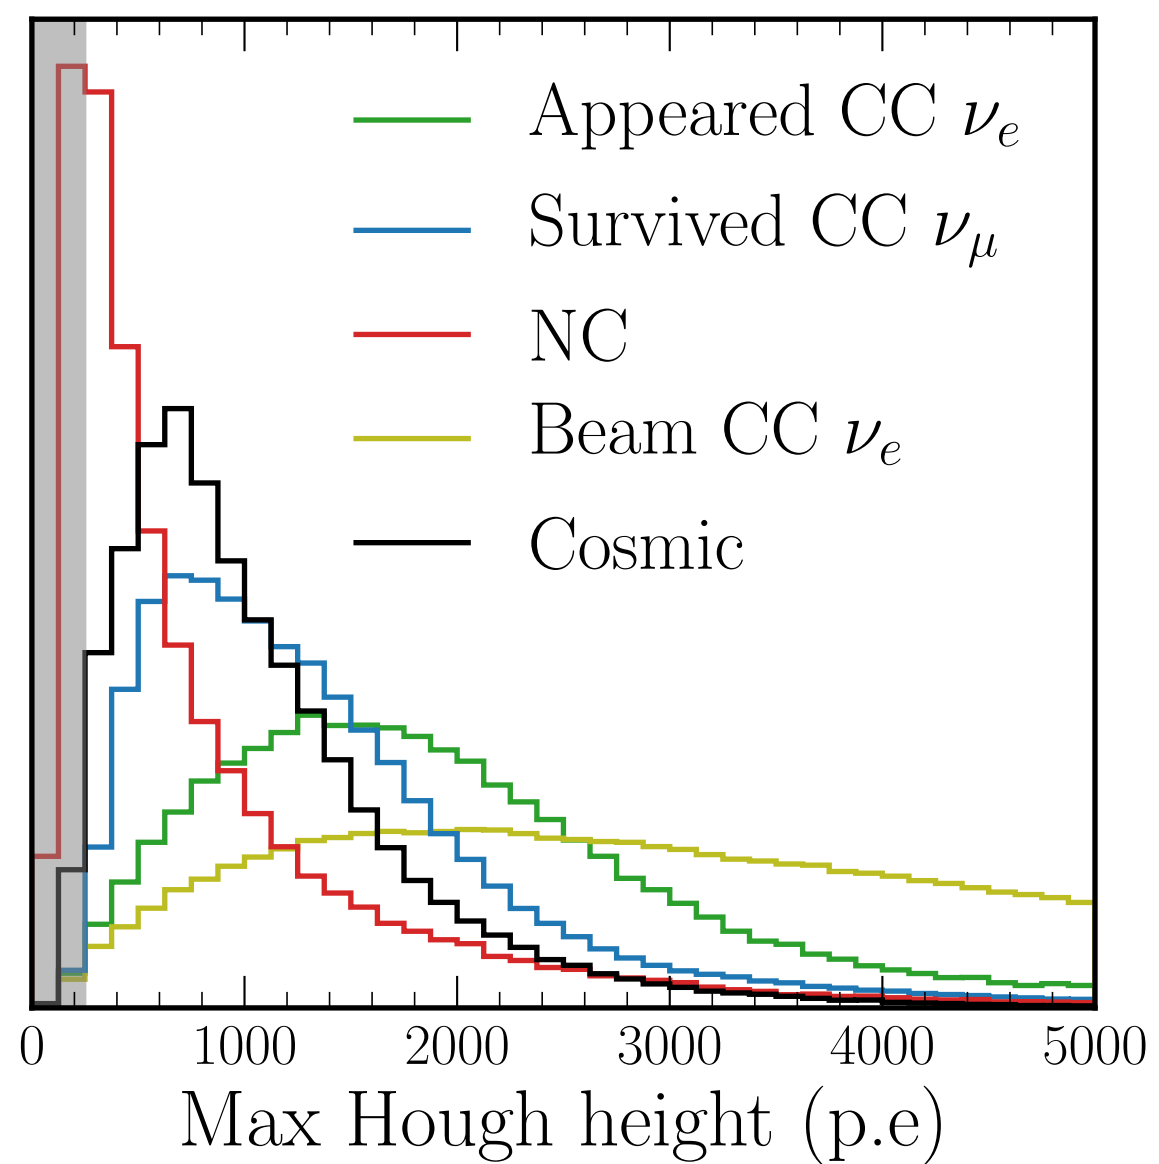 Appeared CC νₑ
Survived CC ν_μ
NC
Beam CC νₑ
Cosmic
0 1000 2000 3000 4000 5000
Max Hough height (p.e)